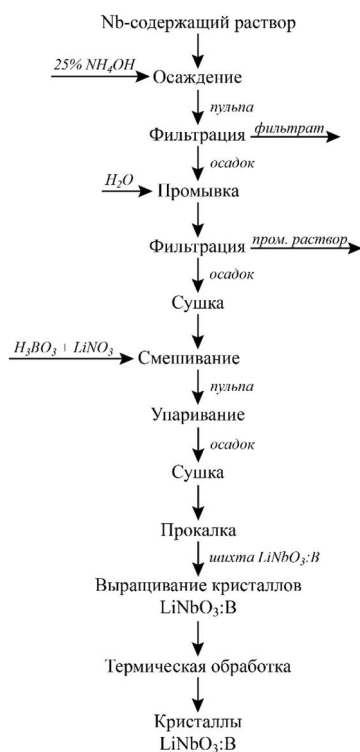 Nb-содержащий раствор
25% NH₄OH
Осаждение
пульпа
Фильтрация
фильтрат
осадок
H₂O
Промывка
Фильтрация
пром. раствор
осадок
Сушка
H₃BO₃ + LiNO₃
Смешивание
пульпа
Упаривание
осадок
Сушка
Прокалка
шихта LiNbO₃:B
Выращивание кристаллов
LiNbO₃:B
Термическая обработка
Кристаллы
LiNbO₃:B